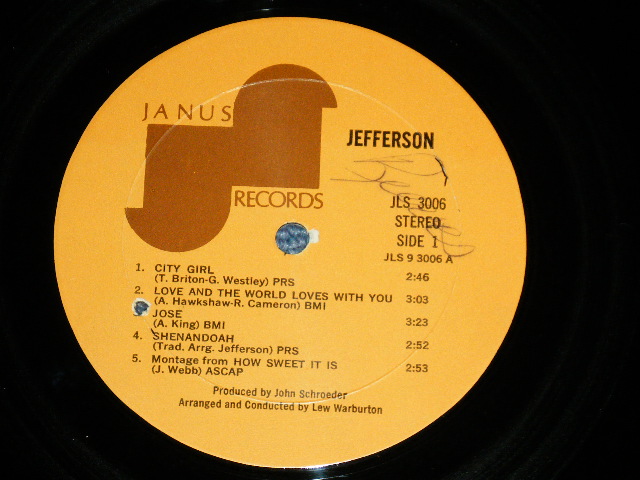 JANUS
RECORDS
JEFFERSON
JLS 3006
STEREO
SIDE 1
JLS 9 3006 A
1. CITY GIRL
(T. Briton-G. Westley) PRS 2:46
2. LOVE AND THE WORLD LOVES WITH YOU
(A. Hawkshaw-R. Cameron) BMI 3:03
JOSE
(A. King) BMI 3:23
4. SHENANDOAH
(Trad. Arrg. Jefferson) PRS 2:52
5. Montage from HOW SWEET IT IS
(J. Webb) ASCAP 2:53
Produced by John Schroeder
Arranged and Conducted by Lew Warburton